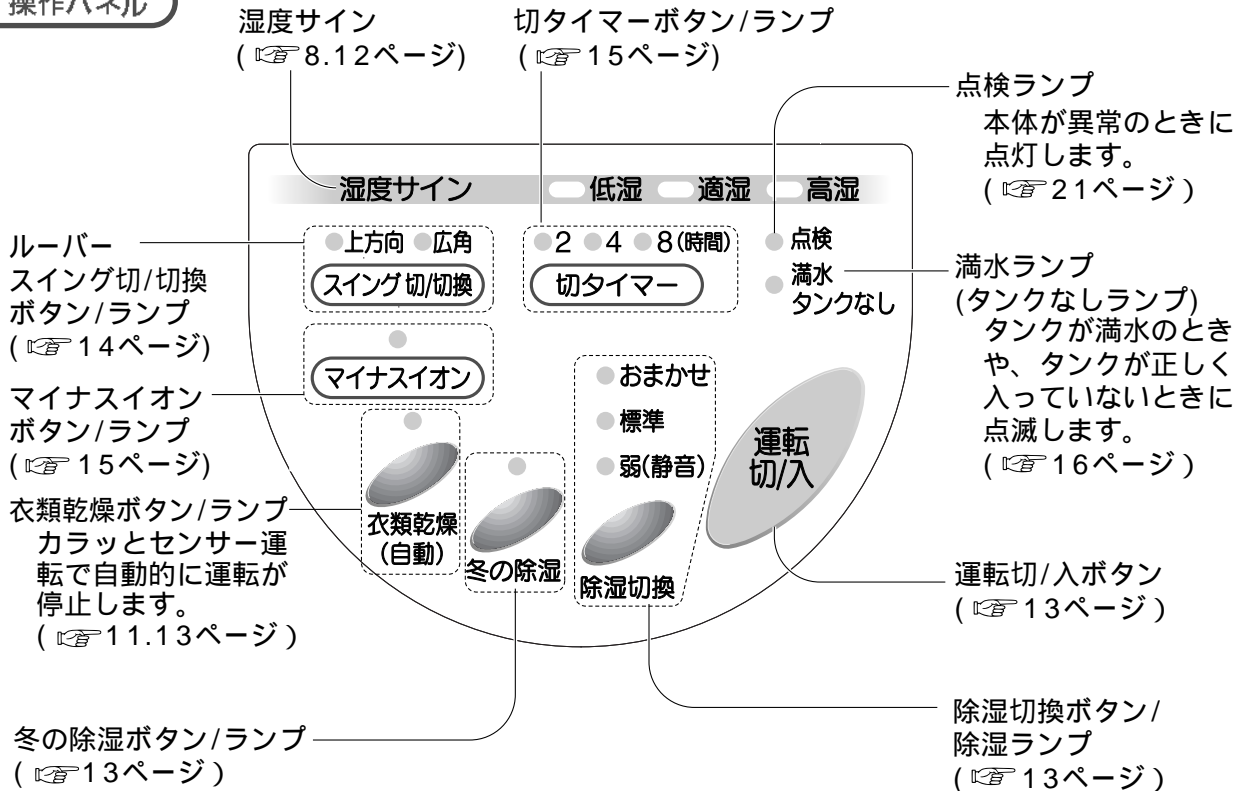 操作パネル
湿度サイン
(☞8.12ページ)
切タイマーボタン/ランプ
(☞15ページ)
点検ランプ
本体が異常のときに
点灯します。
(☞21ページ)
ルーバー
スイング切/切換
ボタン/ランプ
(☞14ページ)
マイナスイオン
ボタン/ランプ
(☞15ページ)
衣類乾燥ボタン/ランプ
カラッとセンサー運
転で自動的に運転が
停止します。
(☞11.13ページ)
冬の除湿ボタン/ランプ
(☞13ページ)
湿度サイン 低湿 適湿 高湿
上方向 広角
スイング切/切換
2 4 8(時間)
切タイマー
点検
満水
タンクなし
マイナスイオン
衣類乾燥
(自動)
冬の除湿
おまかせ
標準
弱(静音)
除湿切換
運転
切/入
満水ランプ
(タンクなしランプ)
タンクが満水のとき
や、タンクが正しく
入っていないときに
点滅します。
(☞16ページ)
運転切/入ボタン
(☞13ページ)
除湿切換ボタン/
除湿ランプ
(☞13ページ)